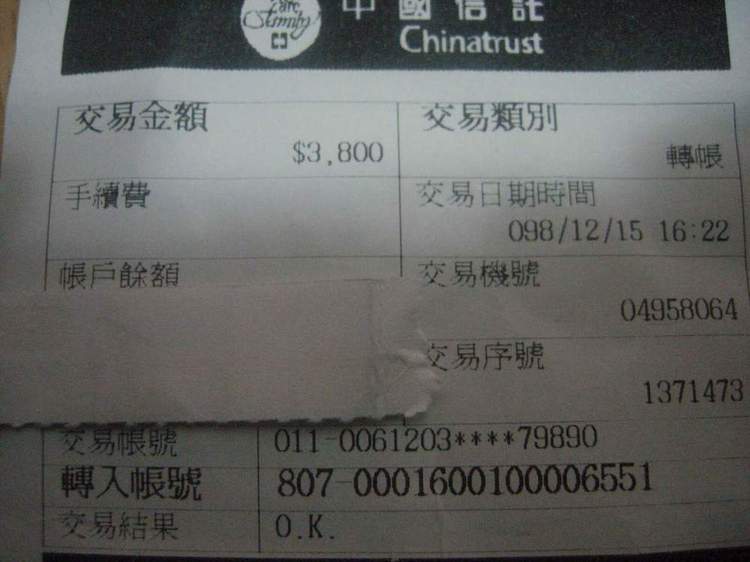 Care
Family
中國信託
Chinatrust
交易金額
$3,800
交易類別
轉帳
手續費
交易日期時間
098/12/15 16:22
帳戶餘額
交易機號
04958064
交易序號
1371473
交易帳號 011-0061203****79890
轉入帳號 807-0001600100006551
交易結果 O.K.